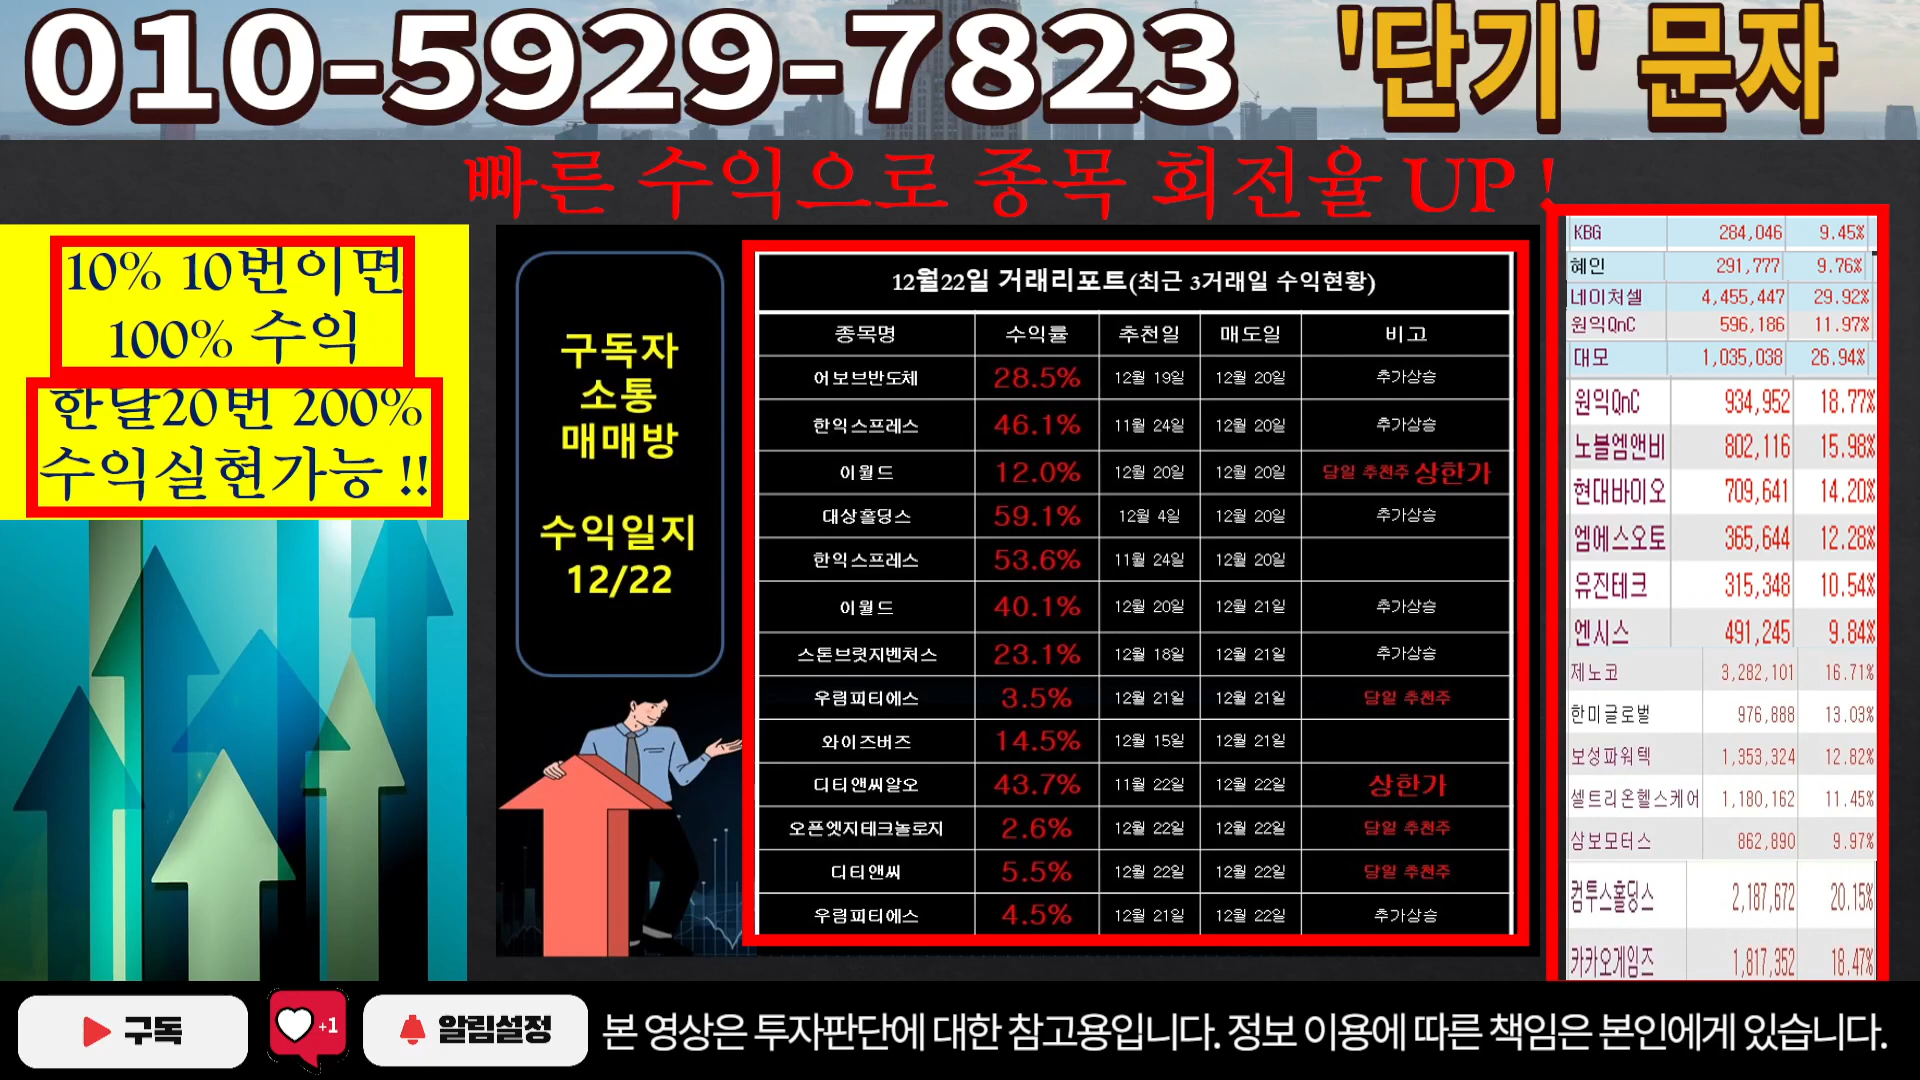 010-5929-7823 '단기' 문자
빠른 수익으로 종목 회전율 UP !
10% 10번이면
100% 수익
한달20번 200%
수익실현가능 !!
구독자
소통
매매방
수익일지
12/22
12월22일 거래리포트(최근 3거래일 수익현황)
종목명 수익률 추천일 매도일 비고
어보브반도체 28.5% 12월 19일 12월 20일 추가상승
한익스프레스 46.1% 11월 24일 12월 20일 추가상승
이월드 12.0% 12월 20일 12월 20일 당일 추천주 상한가
대상홀딩스 59.1% 12월 4일 12월 20일 추가상승
한익스프레스 53.6% 11월 24일 12월 20일
이월드 40.1% 12월 20일 12월 21일 추가상승
스톤브릿지벤처스 23.1% 12월 18일 12월 21일 추가상승
우럼피티에스 3.5% 12월 21일 12월 21일 당일 추천주
와이즈버즈 14.5% 12월 15일 12월 21일
디티앤씨알오 43.7% 11월 22일 12월 22일 상한가
오픈엣지테크놀로지 2.6% 12월 22일 12월 22일 당일 추천주
디티앤씨 5.5% 12월 22일 12월 22일 당일 추천주
우럼피티에스 4.5% 12월 21일 12월 22일 추가상승
KBG 284,046 9.45%
혜인 291,777 9.76%
네이처셀 4,455,447 29.92%
원익QnC 596,186 11.97%
대모 1,035,038 26.94%
원익QnC 934,952 18.77%
노블엠앤비 802,116 15.98%
현대바이오 709,641 14.20%
엠에스오토 365,644 12.28%
유진테크 315,348 10.54%
엔시스 491,245 9.84%
제노코 3,282,101 16.71%
한미글로벌 976,888 13.03%
보성파워텍 1,353,324 12.82%
셀트리온헬스케어 1,180,162 11.45%
삼보모터스 862,890 9.97%
컴투스홀딩스 2,187,672 20.15%
카카오게임즈 1,817,352 18.47%
구독 +1 알림설정 본 영상은 투자판단에 대한 참고용입니다. 정보 이용에 따른 책임은 본인에게 있습니다.